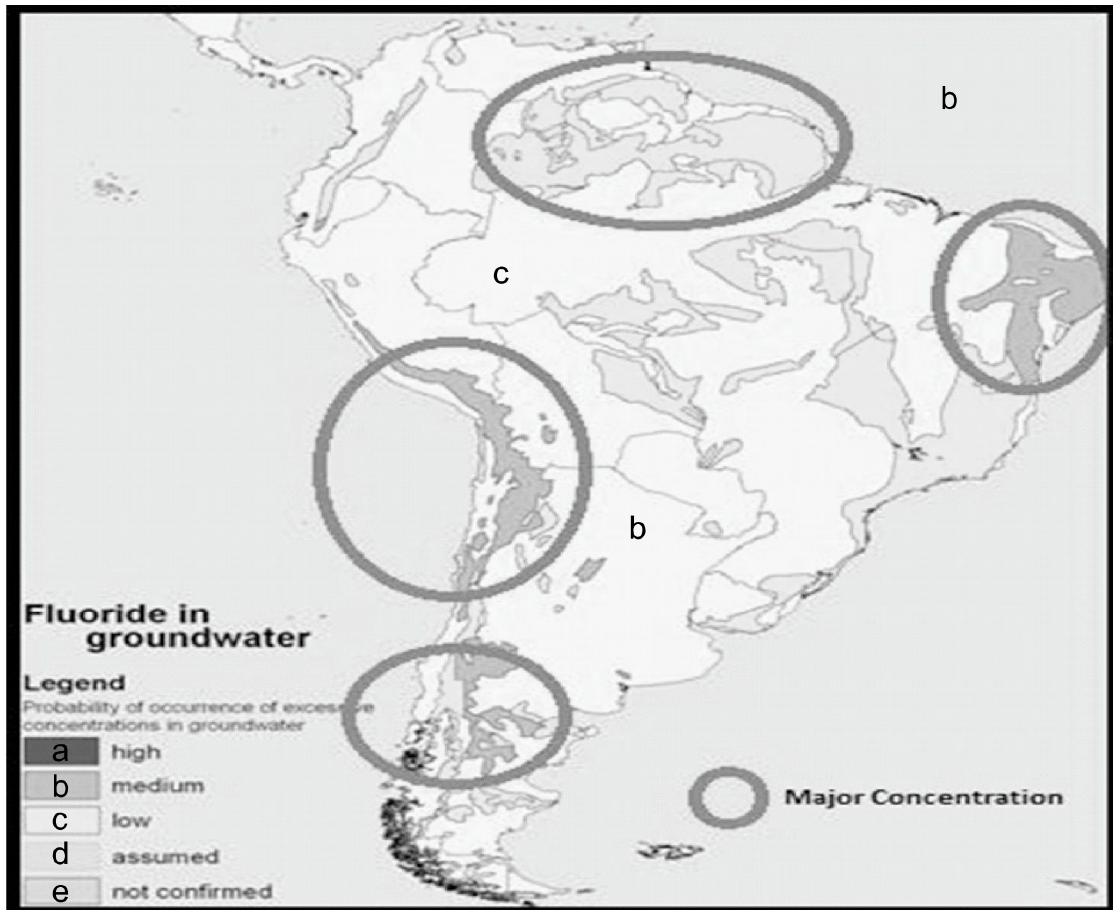 b
c
b
Fluoride in
groundwater
Legend
Probability of occurrence of excessive
concentrations in groundwater
a high
b medium
c low
d assumed
e not confirmed
Major Concentration